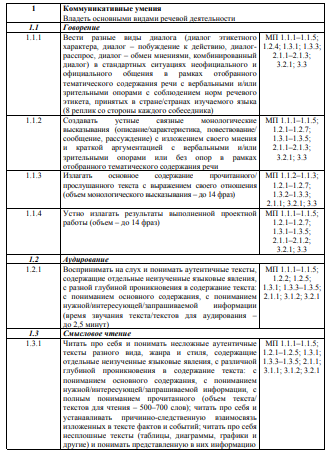 1 Коммуникативные умения
Владеть основными видами речевой деятельности
1.1 Говорение
1.1.1 Вести разные виды диалога (диалог этикетного МП 1.1.1–1.1.5;
характера, диалог – побуждение к действию, диалог- 1.2.4; 1.3.1; 1.3.3;
расспрос, диалог – обмен мнениями, комбинированный 2.1.1–2.1.3;
диалог) в стандартных ситуациях неофициального и 3.2.1; 3.3
официального общения в рамках отобранного
тематического содержания речи с вербальными и/или
зрительными опорами с соблюдением норм речевого
этикета, принятых в стране/странах изучаемого языка
(8 реплик со стороны каждого собеседника)
1.1.2 Создавать устные связные монологические МП 1.1.1–1.1.5;
высказывания (описание/характеристика, повествование/ 1.2.1–1.2.7;
сообщение, рассуждение) с изложением своего мнения 1.3.1–1.3.5;
и краткой аргументацией с вербальными и/или 2.1.1–2.1.3;
зрительными опорами или без опор в рамках 3.2.1; 3.3
отобранного тематического содержания речи
1.1.3 Излагать основное содержание прочитанного/ МП 1.1.2–1.1.3;
прослушанного текста с выражением своего отношения 1.2.1–1.2.7;
(объем монологического высказывания – до 14 фраз) 1.3.2–1.3.3;
2.1.1; 3.2.1; 3.3
1.1.4 Устно излагать результаты выполненной проектной МП 1.1.1–1.1.5;
работы (объем – до 14 фраз) 1.2.1–1.2.7;
1.3.1–1.3.5;
2.1.1–2.1.2;
3.2.1; 3.3
1.2 Аудирование
1.2.1 Воспринимать на слух и понимать аутентичные тексты, МП 1.1.1–1.1.5;
содержащие отдельные неизученные языковые явления, 1.2.2; 1.2.5;
с разной глубиной проникновения в содержание текста: 1.3.1; 1.3.3–1.3.5;
с пониманием основного содержания, с пониманием 2.1.1; 3.1.2; 3.2.1
нужной/интересующей/запрашиваемой информации
(время звучания текста/текстов для аудирования –
до 2,5 минут)
1.3 Смысловое чтение
1.3.1 Читать про себя и понимать несложные аутентичные МП 1.1.1–1.1.5;
тексты разного вида, жанра и стиля, содержащие 1.2.1–1.2.5; 1.3.1;
отдельные неизученные языковые явления, с различной 1.3.3–1.3.5; 2.1.1;
глубиной проникновения в содержание текста: с 3.1.1; 3.1.2; 3.2.1
пониманием основного содержания, с пониманием
нужной/интересующей/запрашиваемой информации, с
полным пониманием прочитанного (объем текста/
текстов для чтения – 500–700 слов); читать про себя и
устанавливать причинно-следственную взаимосвязь
изложенных в тексте фактов и событий; читать про себя
несплошные тексты (таблицы, диаграммы, графики и
другие) и понимать представленную в них информацию